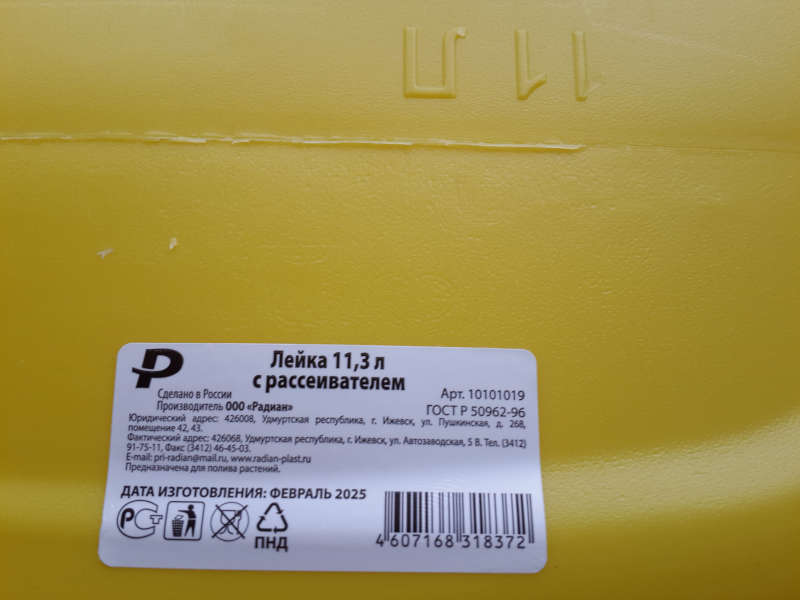 11 Л
Лейка 11,3 л
с рассеивателем
Сделано в России
Арт. 10101019
Производитель ООО «Радиан»
ГОСТ Р 50962-96
Юридический адрес: 426008, Удмуртская республика, г. Ижевск, ул. Пушкинская, д. 268,
помещение 42, 43.
Фактический адрес: 426068, Удмуртская республика, г. Ижевск, ул. Автозаводская, 5 В. Тел. (3412)
91-75-11, Факс (3412) 46-45-03.
E-mail: pri-radian@mail.ru, www.radian-plast.ru
Предназначена для полива растений.
ДАТА ИЗГОТОВЛЕНИЯ: ФЕВРАЛЬ 2025
РСТ
ПНД
4 607168 318372